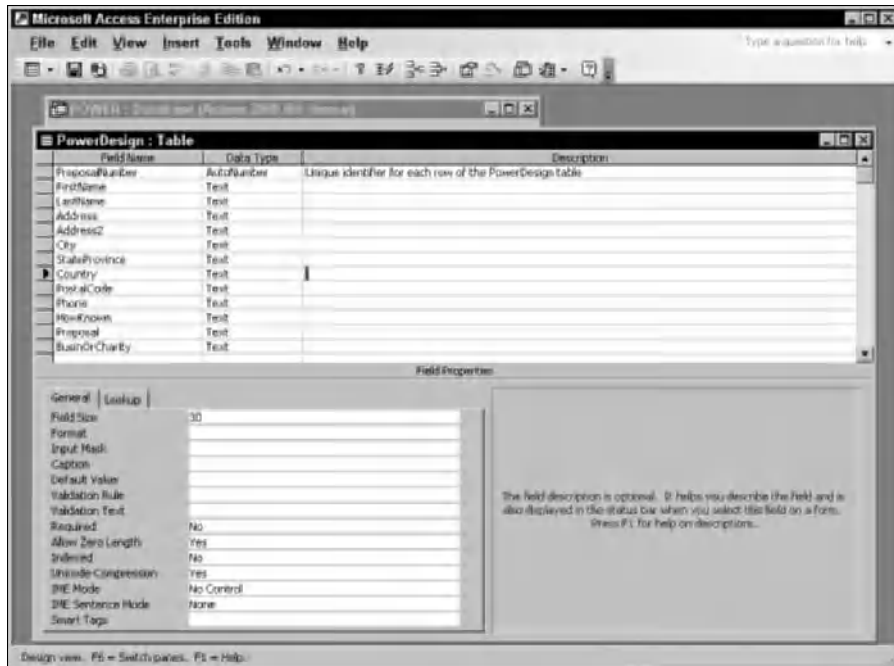 Microsoft Access Enterprise Edition
File Edit View Insert Tools Window Help
Type a question for help
POWER : Database (Access 2000 file format)
PowerDesign : Table
Field Name Data Type Description
ProposalNumber AutoNumber Unique identifier for each row of the PowerDesign table
FirstName Text
LastName Text
Address Text
Address2 Text
City Text
StateProvince Text
Country Text
PostalCode Text
Phone Text
HowKnown Text
Proposal Text
BusinOrCharity Text
Field Properties
General Lookup
Field Size 30
Format
Input Mask
Caption
Default Value
Validation Rule
Validation Text
Required No
Allow Zero Length Yes
Indexed No
Unicode Compression Yes
IME Mode No Control
IME Sentence Mode None
Smart Tags
The field description is optional. It helps you describe the field and is
also displayed in the status bar when you select this field on a form.
Press F1 for help on descriptions.
Design view. F6 = Switch panes. F1 = Help.